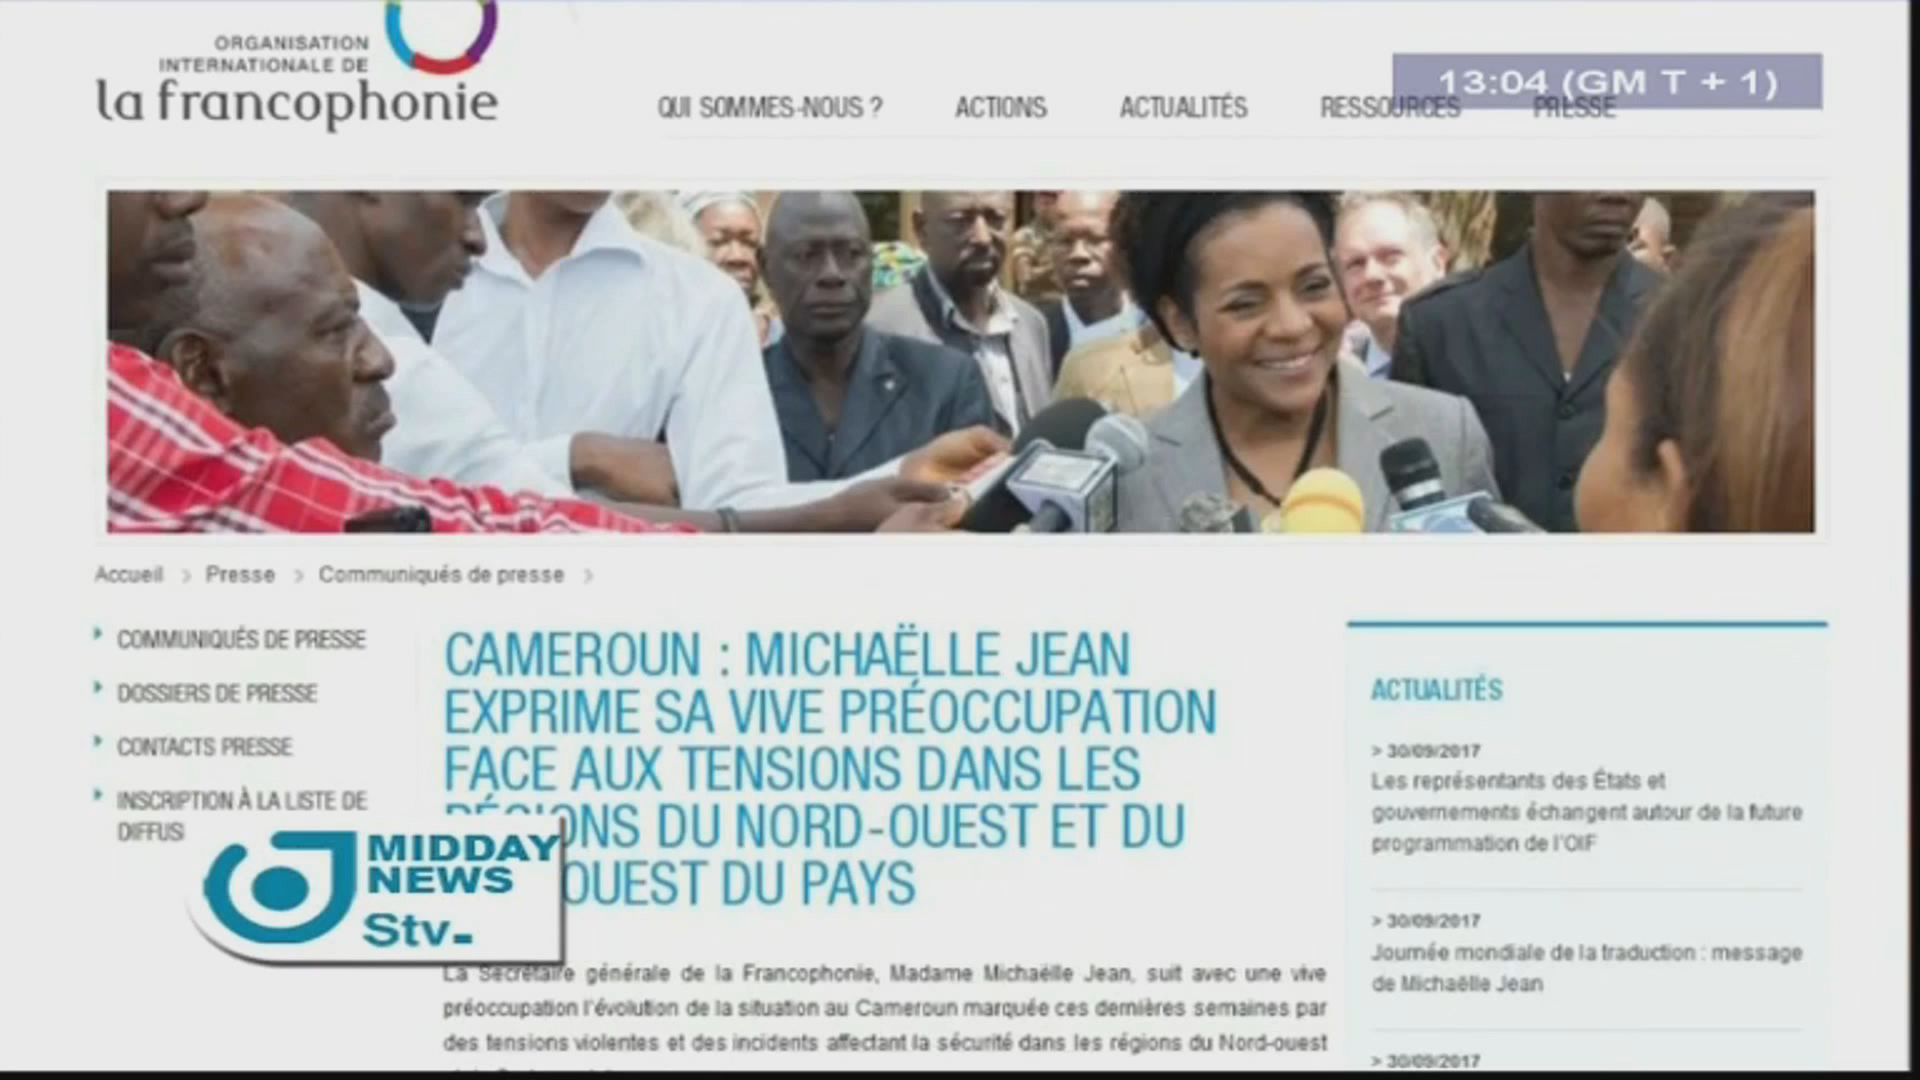 ORGANISATION
INTERNATIONALE DE
la francophonie
QUI SOMMES-NOUS ?
ACTIONS
ACTUALITÉS
RESSOURCES
PRESSE
13:04 (GM T + 1)
Accueil > Presse > Communiqués de presse >
COMMUNIQUÉS DE PRESSE
DOSSIERS DE PRESSE
CONTACTS PRESSE
INSCRIPTION À LA LISTE DE
DIFFUS
CAMEROUN : MICHAËLLE JEAN
EXPRIME SA VIVE PRÉOCCUPATION
FACE AUX TENSIONS DANS LES
RÉGIONS DU NORD-OUEST ET DU
OUEST DU PAYS
La Secrétaire générale de la Francophonie, Madame Michaëlle Jean, suit avec une vive
préoccupation l'évolution de la situation au Cameroun marquée ces dernières semaines par
des tensions violentes et des incidents affectant la sécurité dans les régions du Nord-ouest
ACTUALITÉS
> 30/09/2017
Les représentants des États et
gouvernements échangent autour de la future
programmation de l'OIF
> 30/09/2017
Journée mondiale de la traduction : message
de Michaëlle Jean
> 30/09/2017
MIDDAY
NEWS
Stv